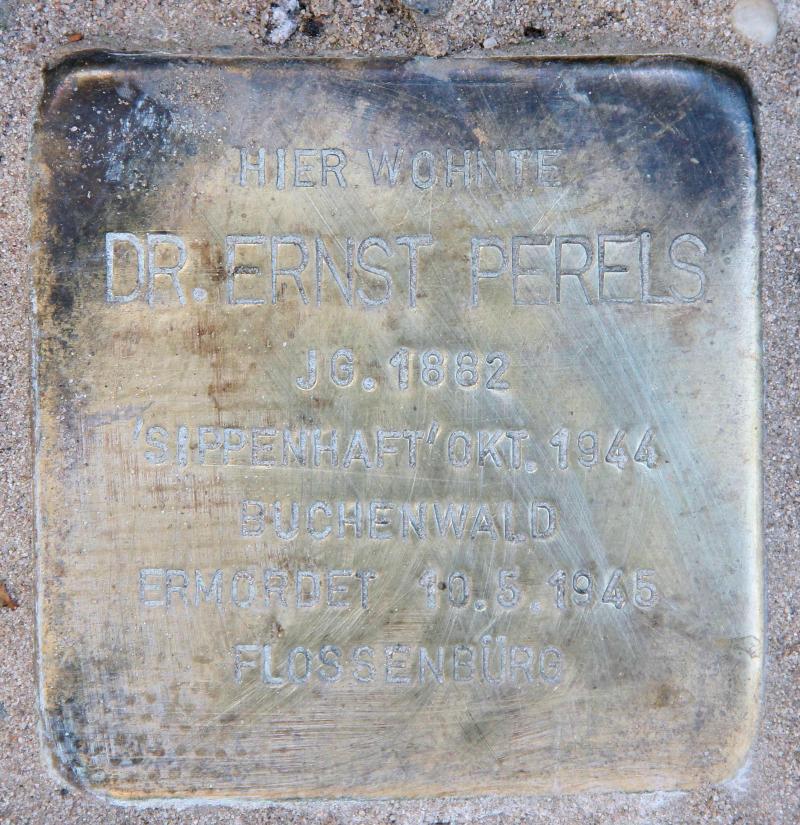 HIER WOHNTE
DR. ERNST PERELS
JG. 1882
'SIPPENHAFT' OKT. 1944
BUCHENWALD
ERMORDET 10.5.1945
FLOSSENBÜRG